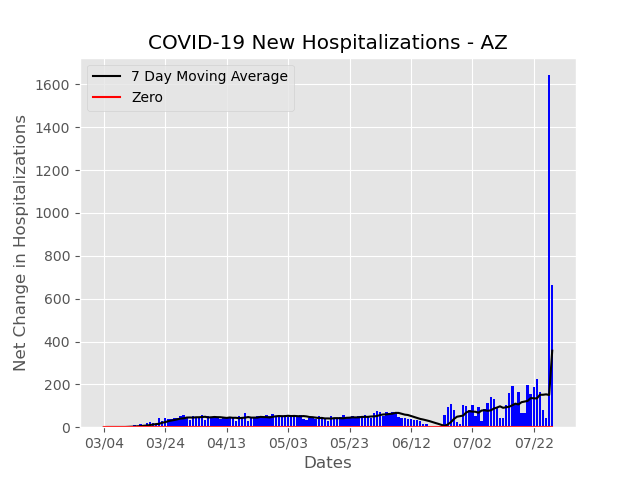 COVID-19 New Hospitalizations - AZ
7 Day Moving Average
Zero
Net Change in Hospitalizations
1600
1400
1200
1000
800
600
400
200
0
03/04 03/24 04/13 05/03 05/23 06/12 07/02 07/22
Dates